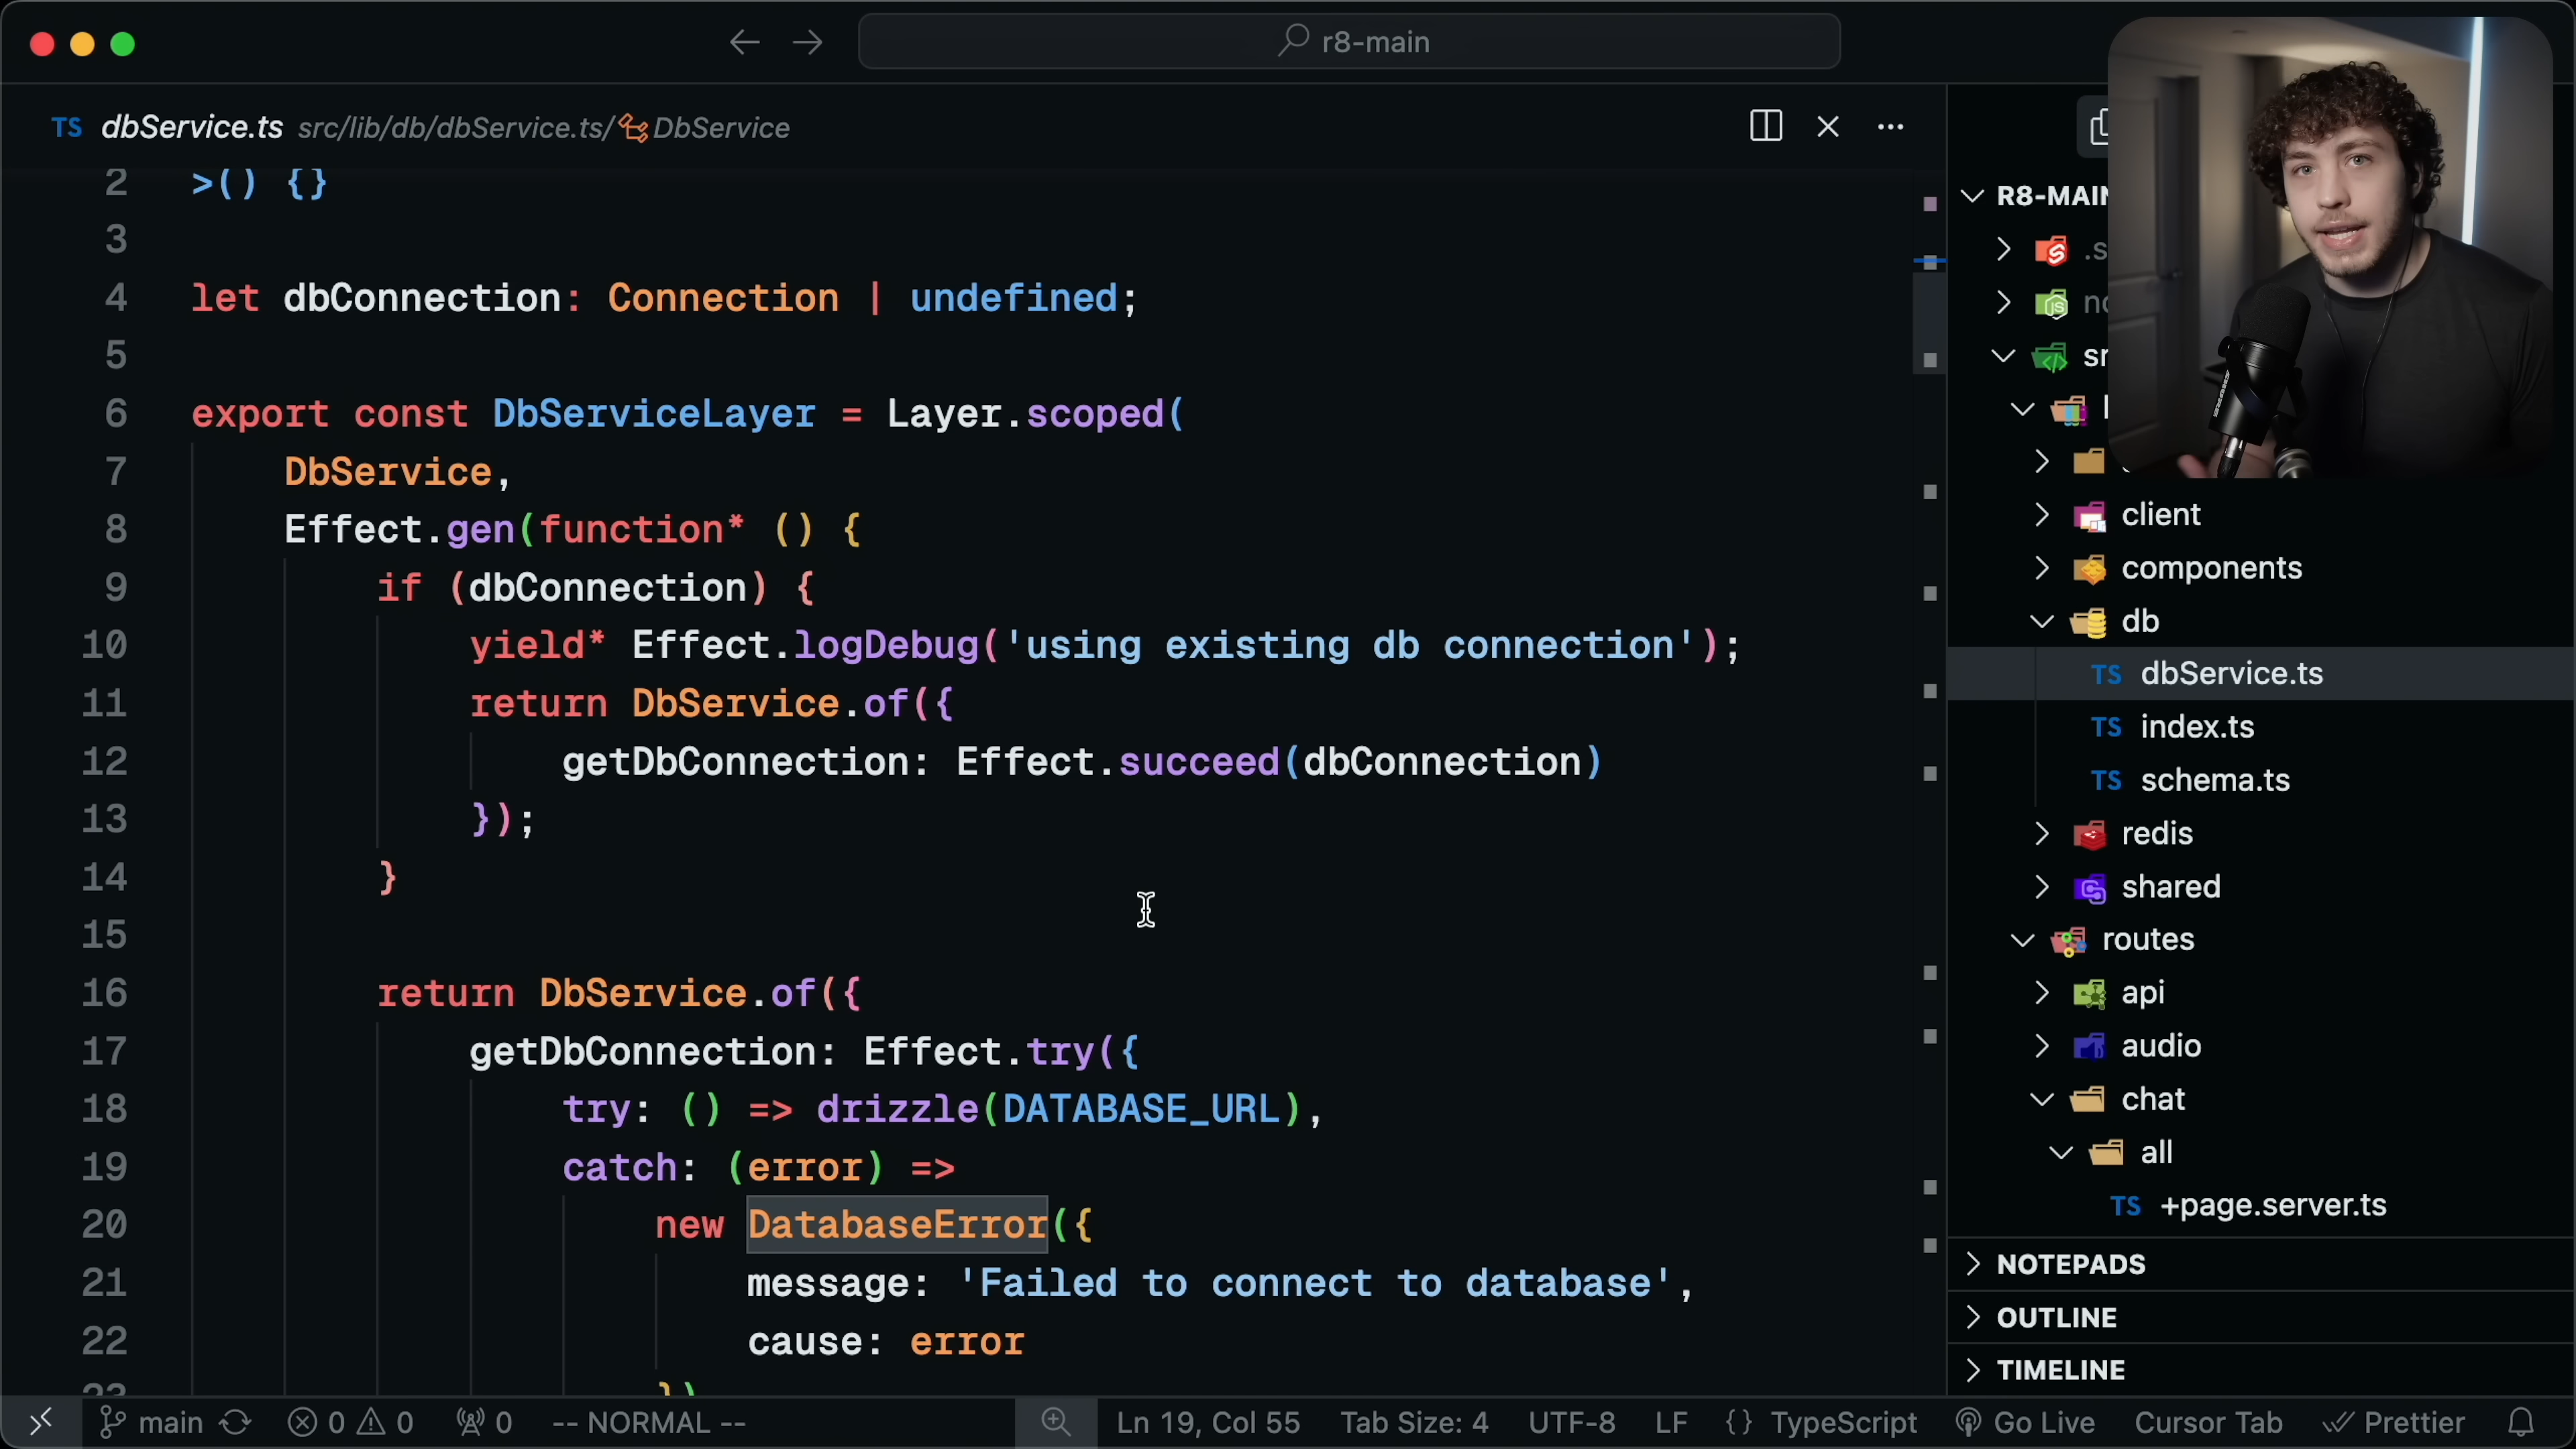 r8-main
TS dbService.ts src/lib/db/dbService.ts/ DbService
2 >() {}
3
4 let dbConnection: Connection | undefined;
5
6 export const DbServiceLayer = Layer.scoped(
7 DbService,
8 Effect.gen(function* () {
9 if (dbConnection) {
10 yield* Effect.logDebug('using existing db connection');
11 return DbService.of({
12 getDbConnection: Effect.succeed(dbConnection)
13 });
14 }
15
16 return DbService.of({
17 getDbConnection: Effect.try({
18 try: () => drizzle(DATABASE_URL),
19 catch: (error) =>
20 new DatabaseError({
21 message: 'Failed to connect to database',
22 cause: error
R8-MAIN
client
components
db
TS dbService.ts
TS index.ts
TS schema.ts
redis
shared
routes
api
audio
chat
all
TS +page.server.ts
NOTEPADS
OUTLINE
TIMELINE
main 0 0 0 -- NORMAL -- Ln 19, Col 55 Tab Size: 4 UTF-8 LF {} TypeScript Go Live Cursor Tab Prettier